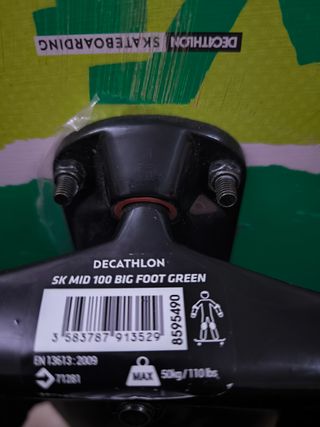 DECATHLON | SKATEBOARDING
DECATHLON
SK MID 100 BIG FOOT GREEN
3 583787 913529
8595490
EN 13613 : 2009
71281
MAX
50kg / 110 lbs